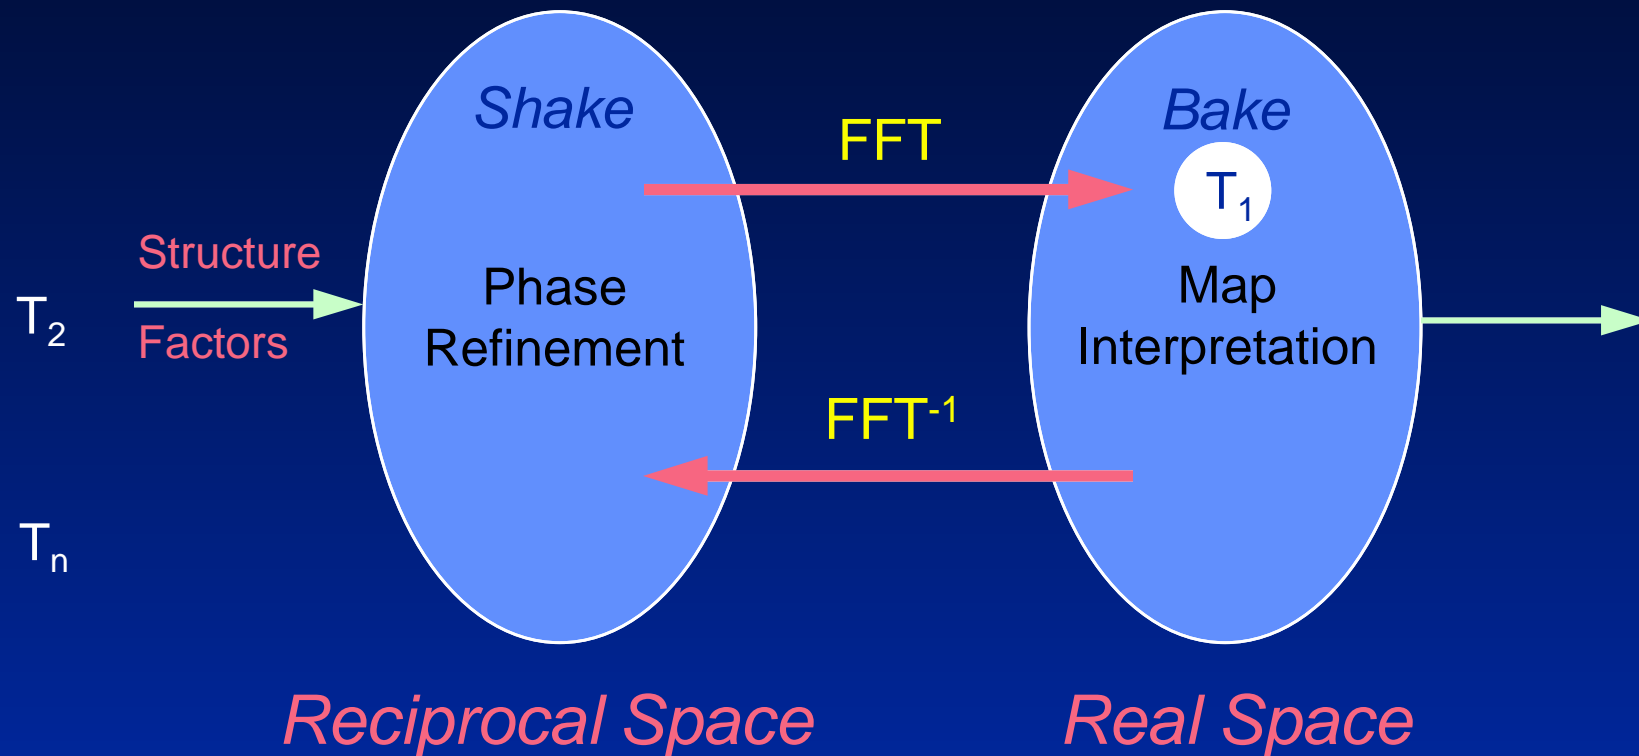 Shake
FFT
Bake
T₁
Structure
Factors
T₂
Phase
Refinement
Map
Interpretation
FFT⁻¹
Tₙ
Reciprocal Space
Real Space